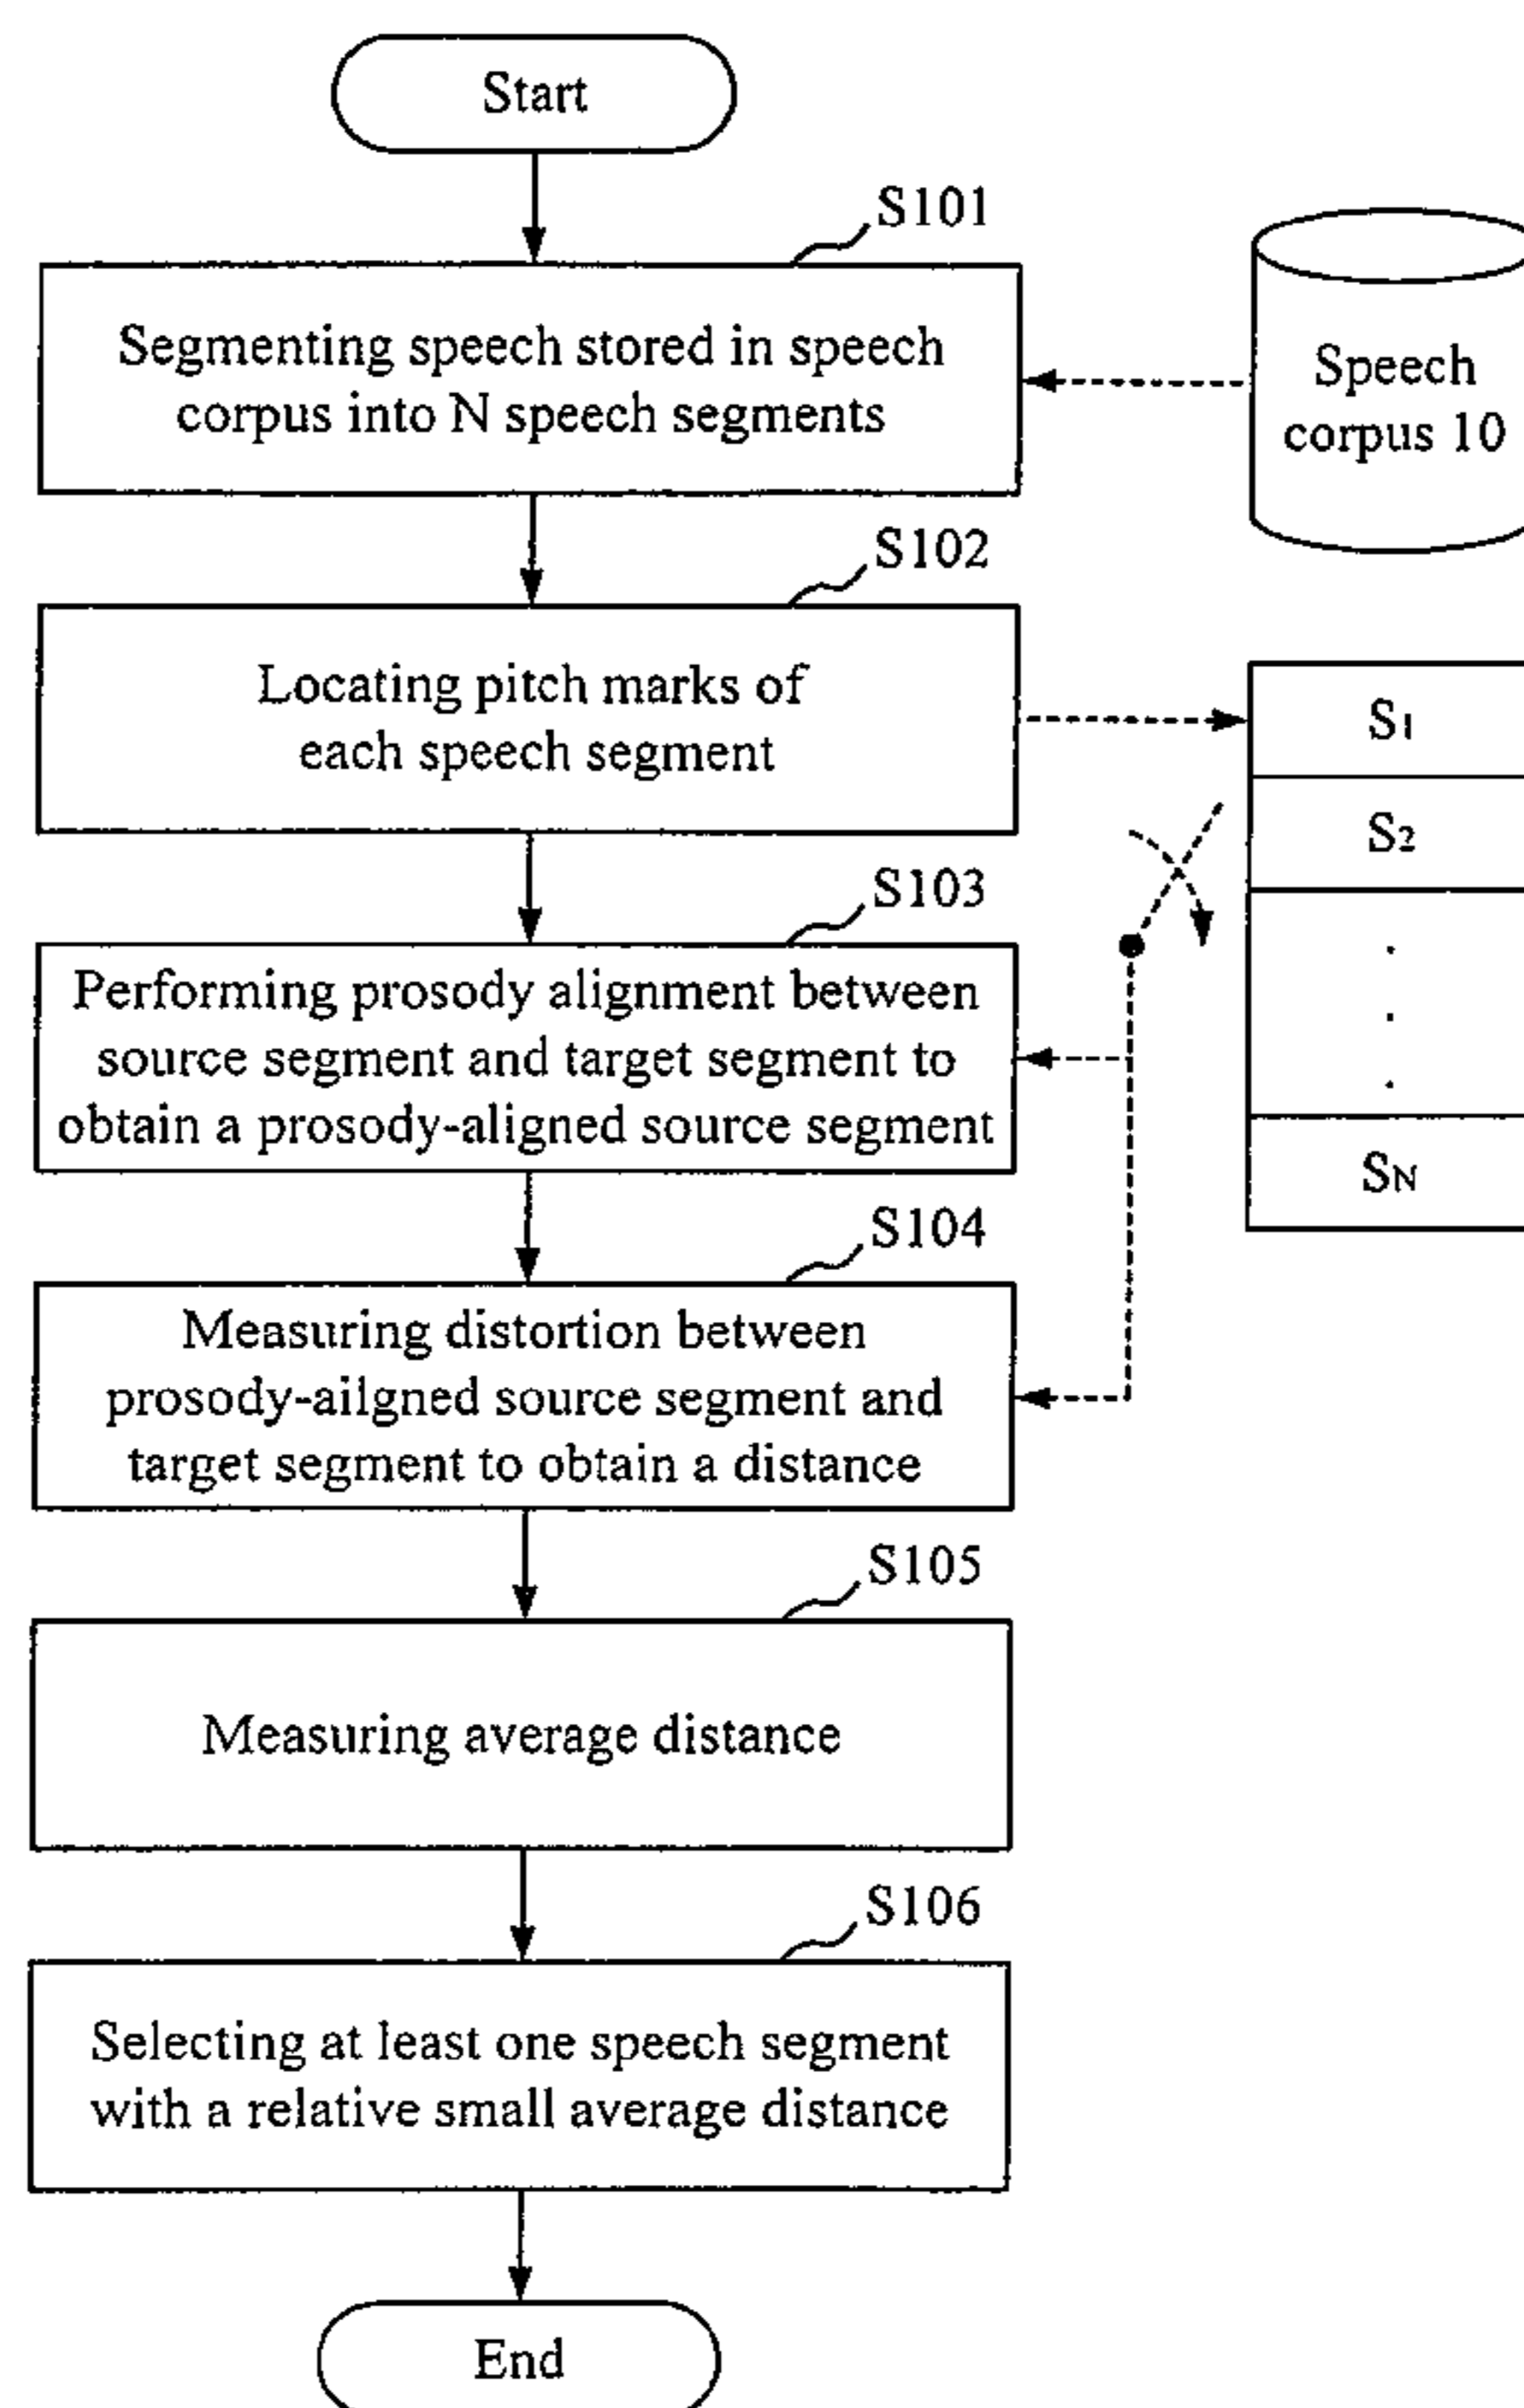 Start
S101
Segmenting speech stored in speech
corpus into N speech segments
Speech
corpus 10
S102
Locating pitch marks of
each speech segment
S1
S2
.
.
.
SN
S103
Performing prosody alignment between
source segment and target segment to
obtain a prosody-aligned source segment
S104
Measuring distortion between
prosody-ailgned source segment and
target segment to obtain a distance
S105
Measuring average distance
S106
Selecting at least one speech segment
with a relative small average distance
End